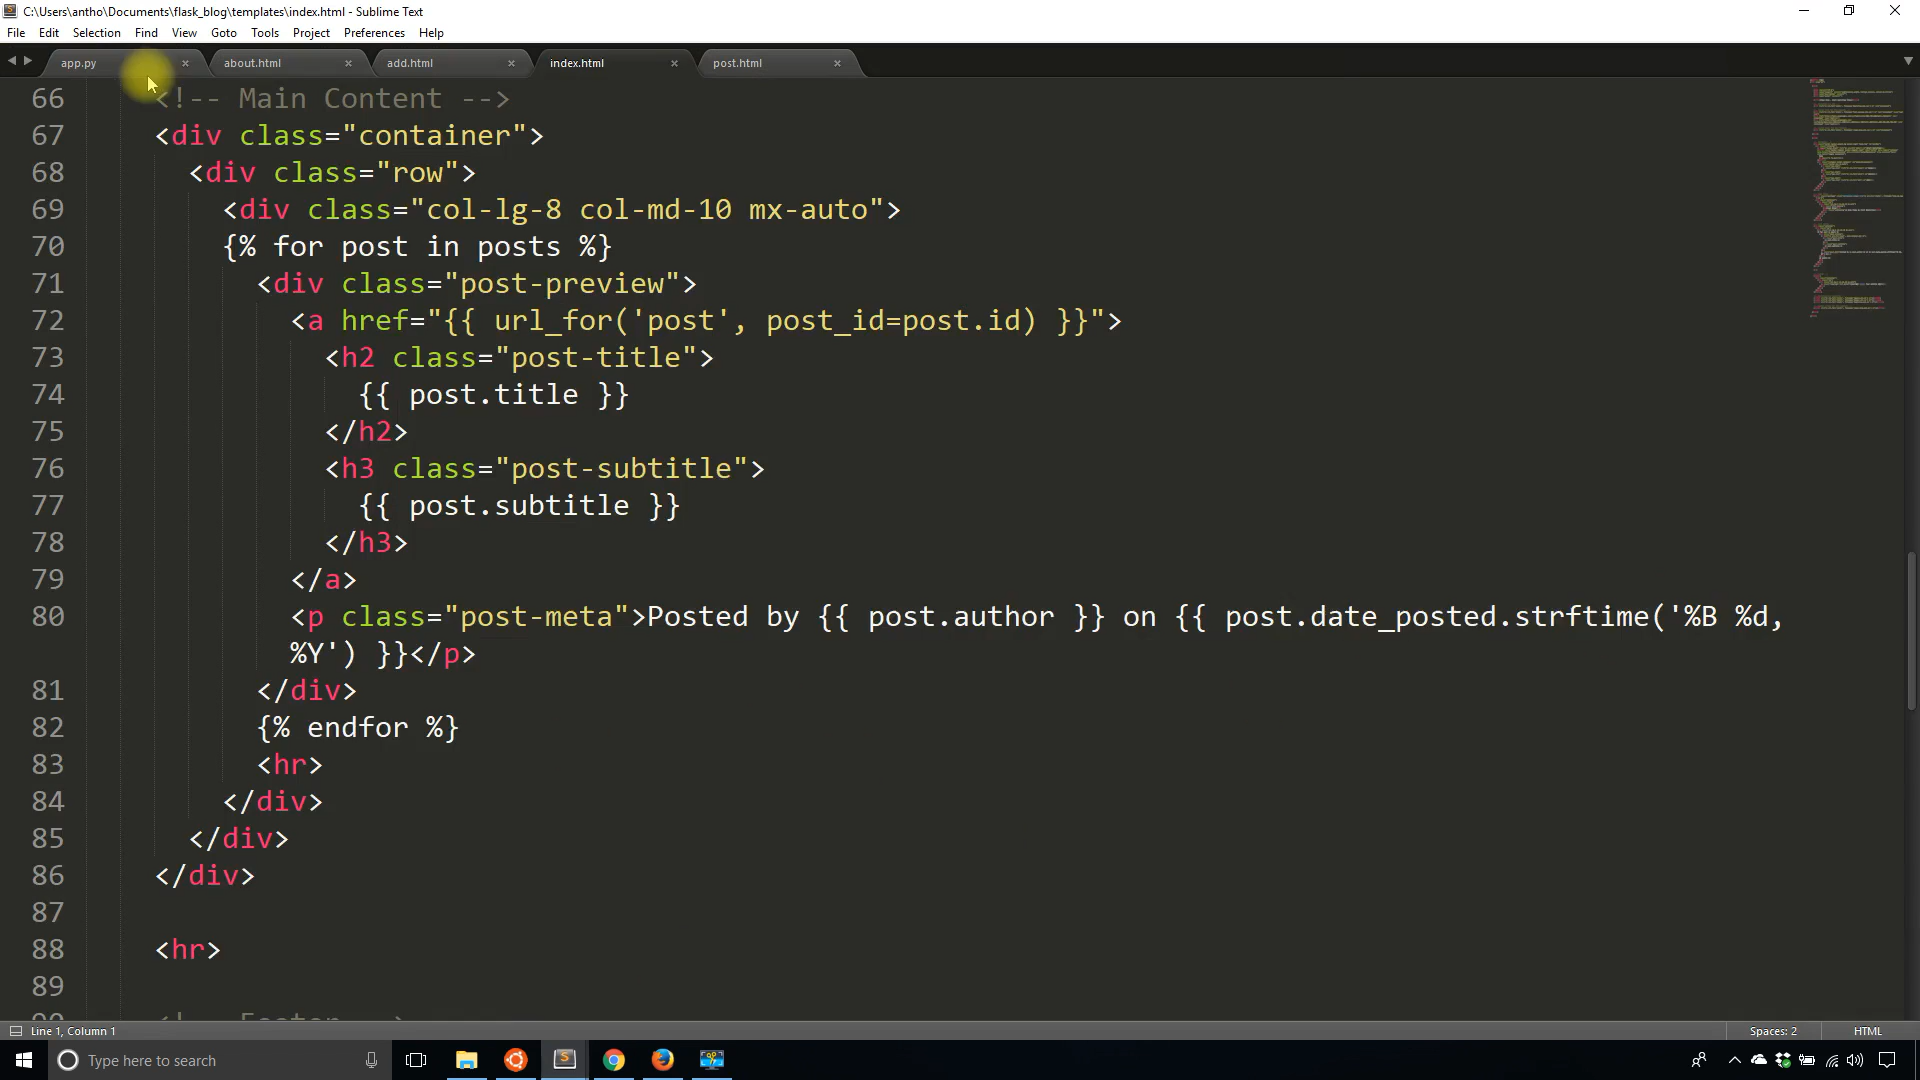 C:\Users\antho\Documents\flask_blog\templates\index.html - Sublime Text
File Edit Selection Find View Goto Tools Project Preferences Help
app.py about.html add.html index.html post.html
66 <!-- Main Content -->
67 <div class="container">
68 <div class="row">
69 <div class="col-lg-8 col-md-10 mx-auto">
70 {% for post in posts %}
71 <div class="post-preview">
72 <a href="{{ url_for('post', post_id=post.id) }}">
73 <h2 class="post-title">
74 {{ post.title }}
75 </h2>
76 <h3 class="post-subtitle">
77 {{ post.subtitle }}
78 </h3>
79 </a>
80 <p class="post-meta">Posted by {{ post.author }} on {{ post.date_posted.strftime('%B %d,
%Y') }}</p>
81 </div>
82 {% endfor %}
83 <hr>
84 </div>
85 </div>
86 </div>
87
88 <hr>
89
90 <!-- Footer -->
Line 1, Column 1 Spaces: 2 HTML
Type here to search